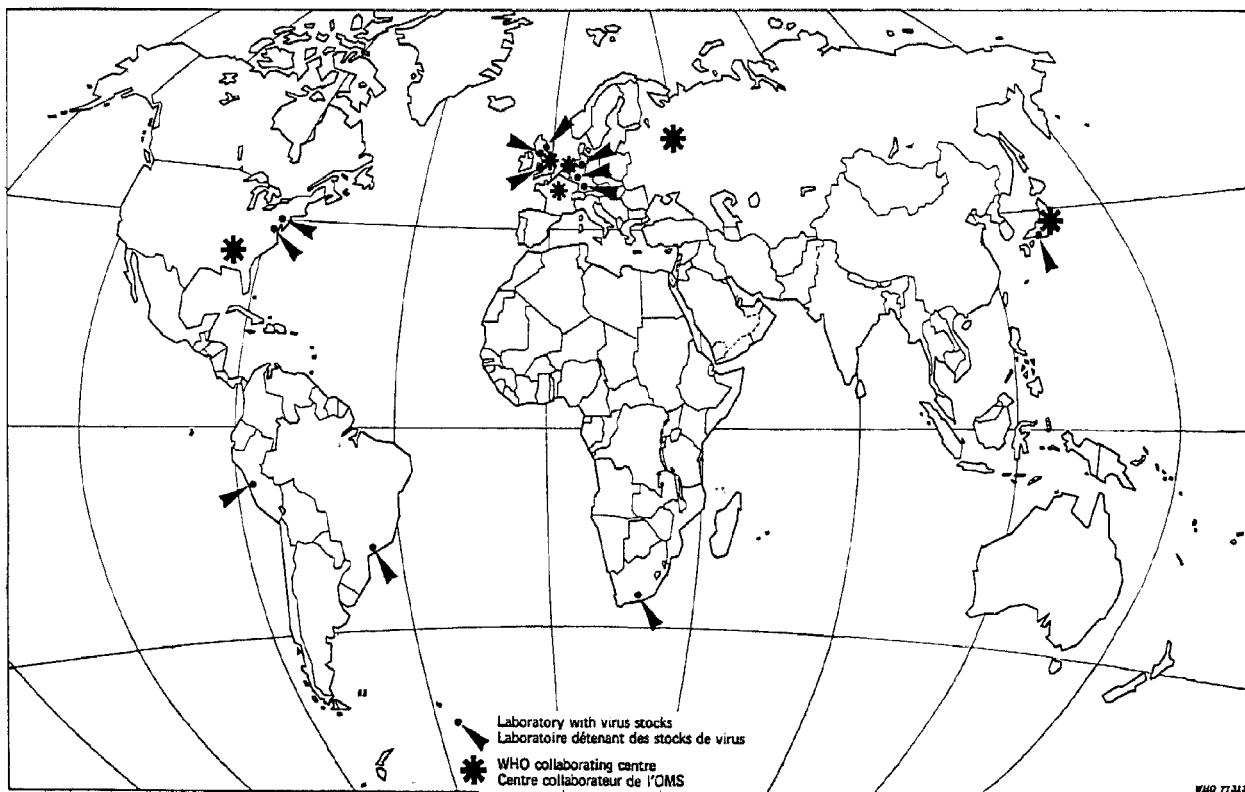 Laboratory with virus stocks
Laboratoire détenant des stocks de virus
WHO collaborating centre
Centre collaborateur de l'OMS